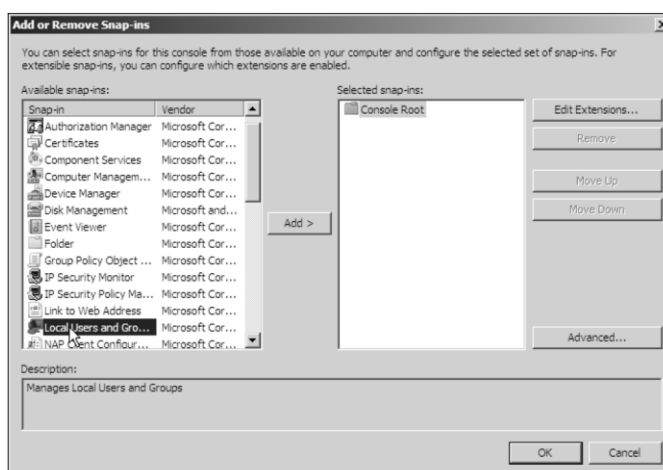 Add or Remove Snap-ins
You can select snap-ins for this console from those available on your computer and configure the selected set of snap-ins. For
extensible snap-ins, you can configure which extensions are enabled.
Available snap-ins:
Snap-in Vendor
Authorization Manager Microsoft Cor...
Certificates Microsoft Cor...
Component Services Microsoft Cor...
Computer Managem... Microsoft Cor...
Device Manager Microsoft Cor...
Disk Management Microsoft and...
Event Viewer Microsoft Cor...
Folder Microsoft Cor...
Group Policy Object ... Microsoft Cor...
IP Security Monitor Microsoft Cor...
IP Security Policy Ma... Microsoft Cor...
Link to Web Address Microsoft Cor...
Local Users and Gro... Microsoft Cor...
NAP Client Configur... Microsoft Cor...
Add >
Selected snap-ins:
Console Root
Edit Extensions...
Remove
Move Up
Move Down
Advanced...
Description:
Manages Local Users and Groups
OK
Cancel